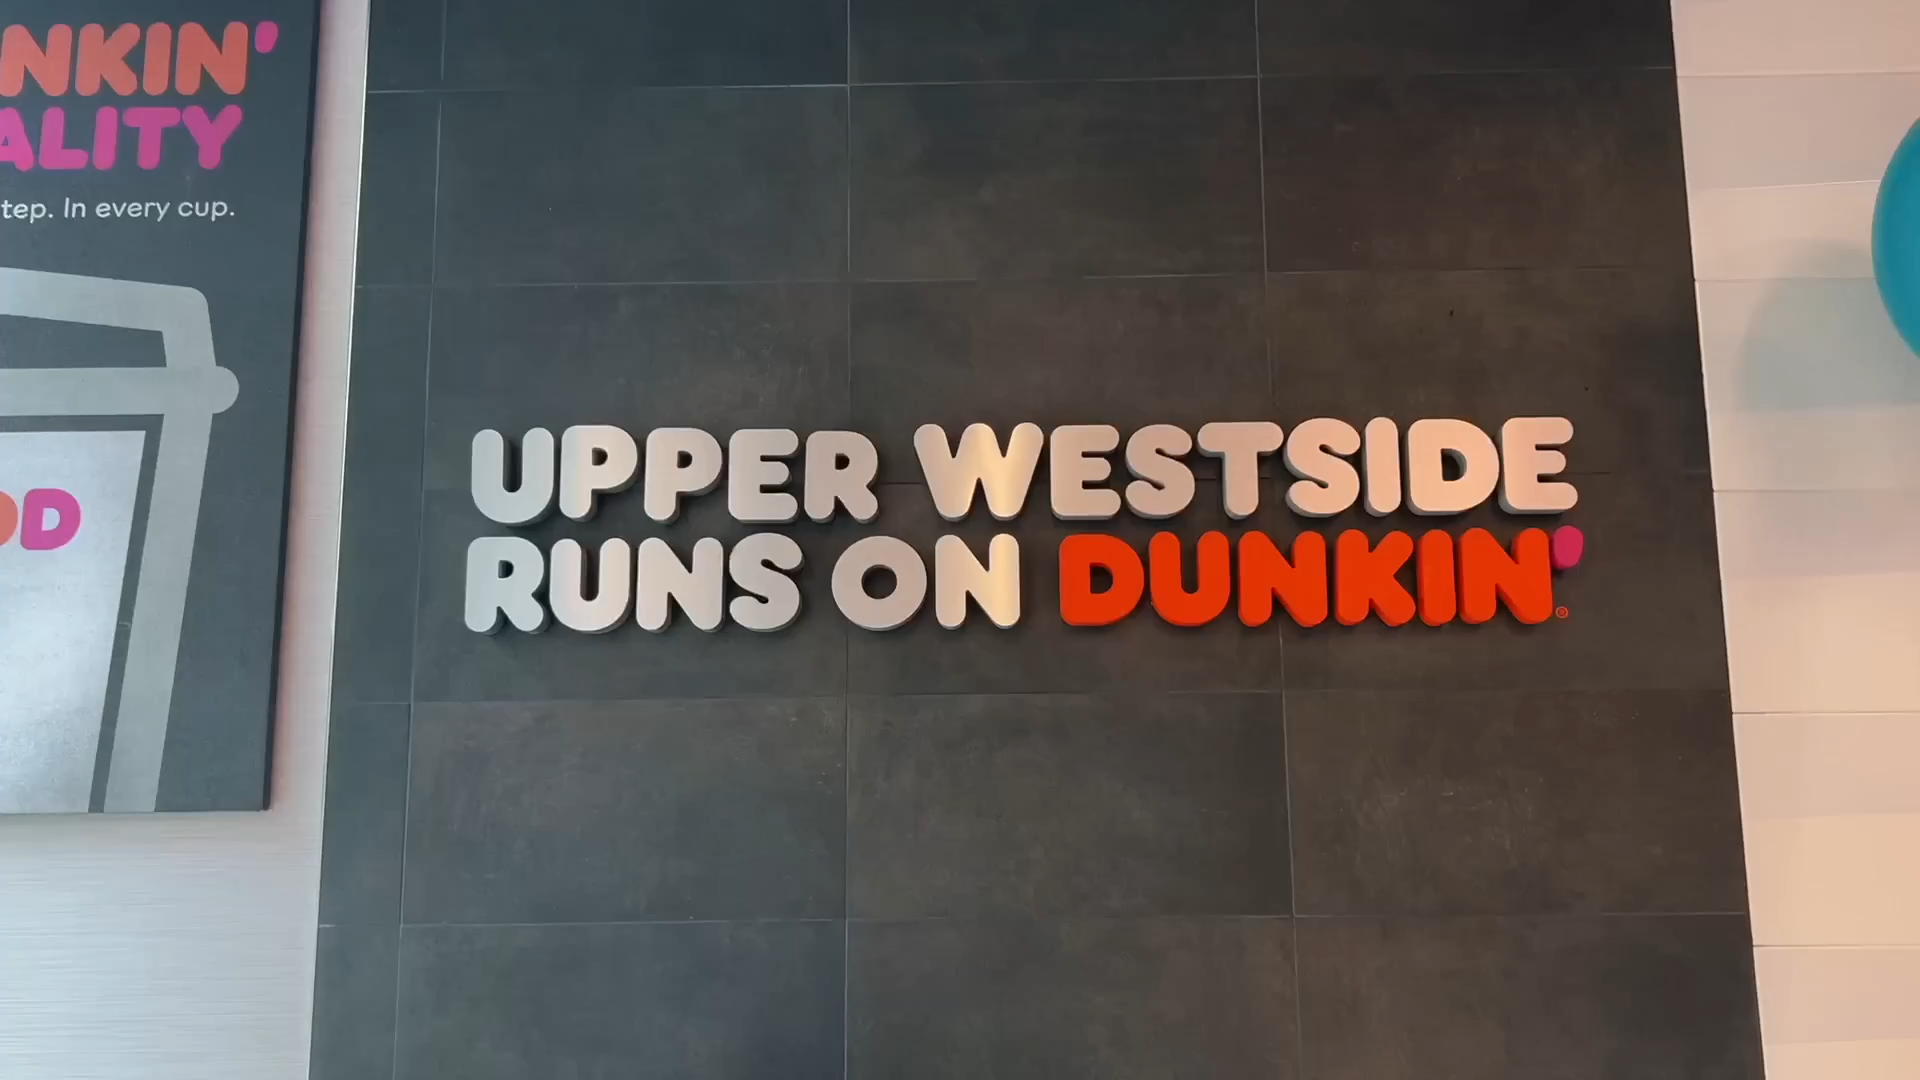 UPPER WESTSIDE
RUNS ON DUNKIN'®
NKIN'
ALITY
tep. In every cup.
OD